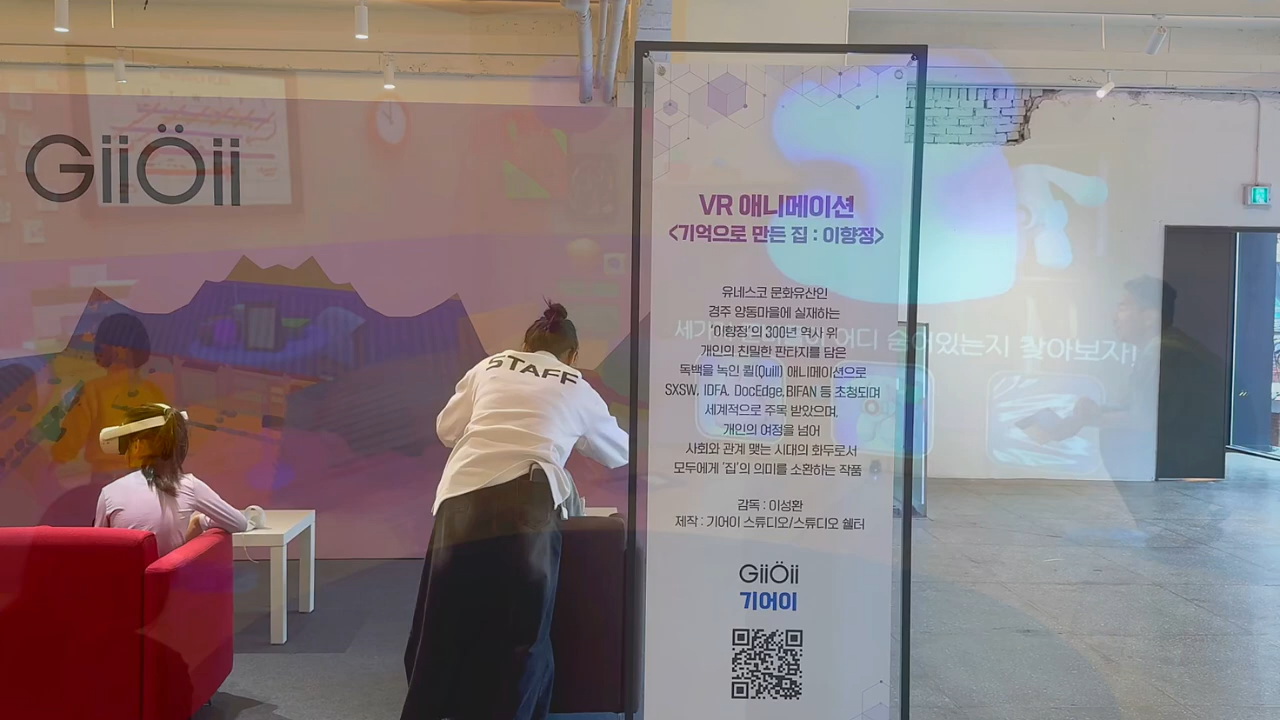 GiiÖii
STAFF
VR 애니메이션
<기억으로 만든 집 : 이향정>
유네스코 문화유산인
경주 양동마을에 실재하는
'이향정'의 300년 역사 위
개인의 친밀한 판타지를 담은
독백을 녹인 퀼(Quill) 애니메이션으로
SXSW, IDFA, DocEdge, BIFAN 등 초청되며
세계적으로 주목 받았으며,
개인의 여정을 넘어
사회와 관계 맺는 시대의 화두로서
모두에게 '집'의 의미를 소환하는 작품
감독 : 이성환
제작 : 기어이 스튜디오/스튜디오 쉘터
GiiÖii
기어이
세가 어디 숨어있는지 찾아보자!